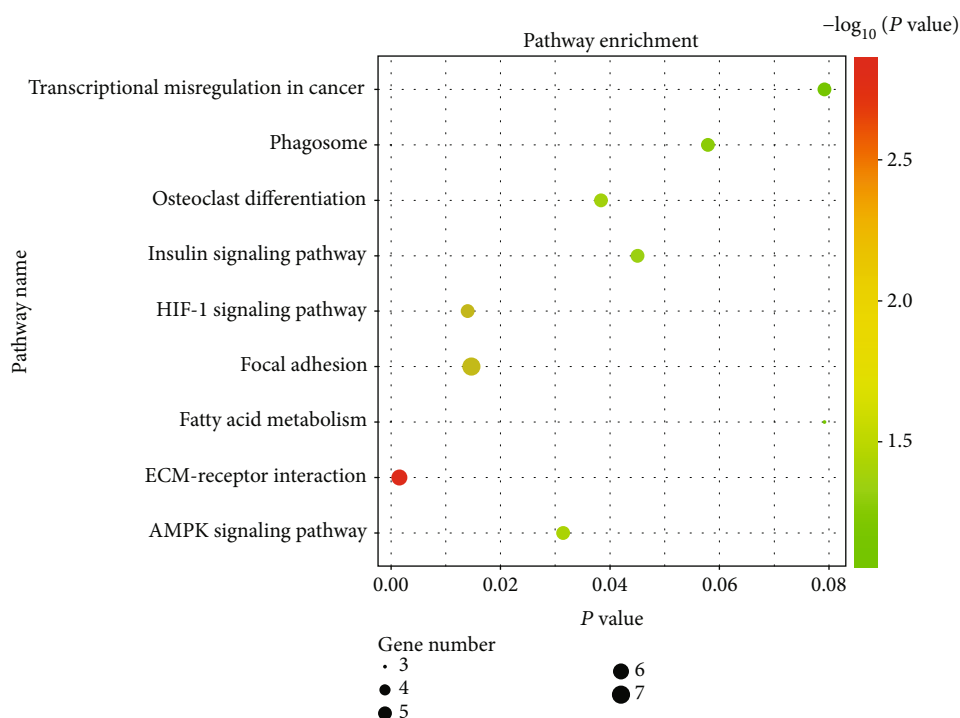 −log10 (P value)
Pathway enrichment
Transcriptional misregulation in cancer
Phagosome
Osteoclast differentiation
Insulin signaling pathway
HIF-1 signaling pathway
Focal adhesion
Fatty acid metabolism
ECM-receptor interaction
AMPK signaling pathway
Pathway name
2.5
2.0
1.5
0.00 0.02 0.04 0.06 0.08
P value
Gene number
3
4
5
6
7